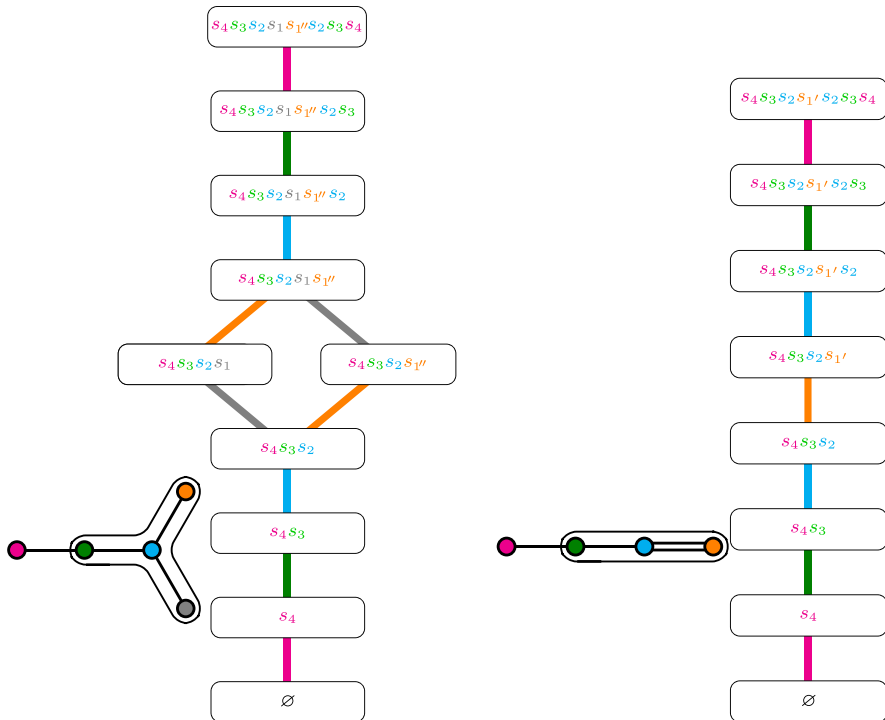 s₄s₃s₂s₁s₁″s₂s₃s₄
s₄s₃s₂s₁s₁″s₂s₃
s₄s₃s₂s₁s₁″s₂
s₄s₃s₂s₁s₁″
s₄s₃s₂s₁ s₄s₃s₂s₁″
s₄s₃s₂
s₄s₃
s₄
∅
s₄s₃s₂s₁′s₂s₃s₄
s₄s₃s₂s₁′s₂s₃
s₄s₃s₂s₁′s₂
s₄s₃s₂s₁′
s₄s₃s₂
s₄s₃
s₄
∅